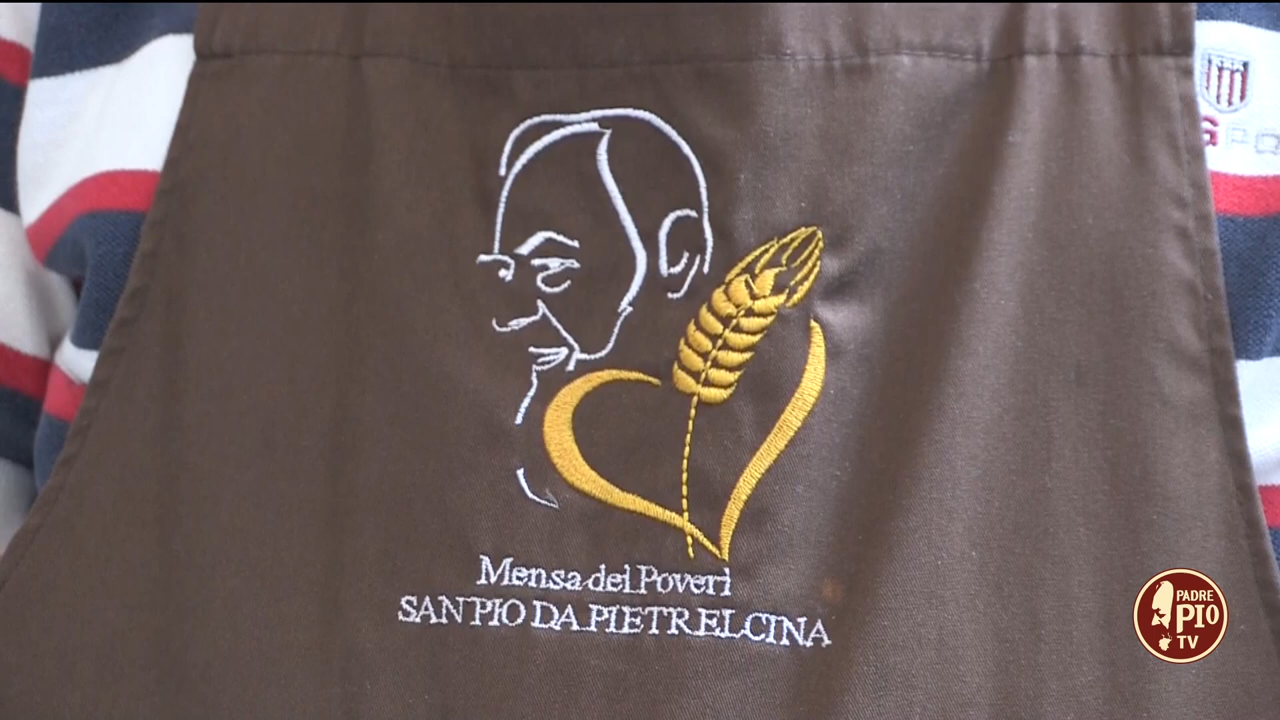 Mensa dei Poveri
SAN PIO DA PIETRELCINA
PADRE
PIO
TV